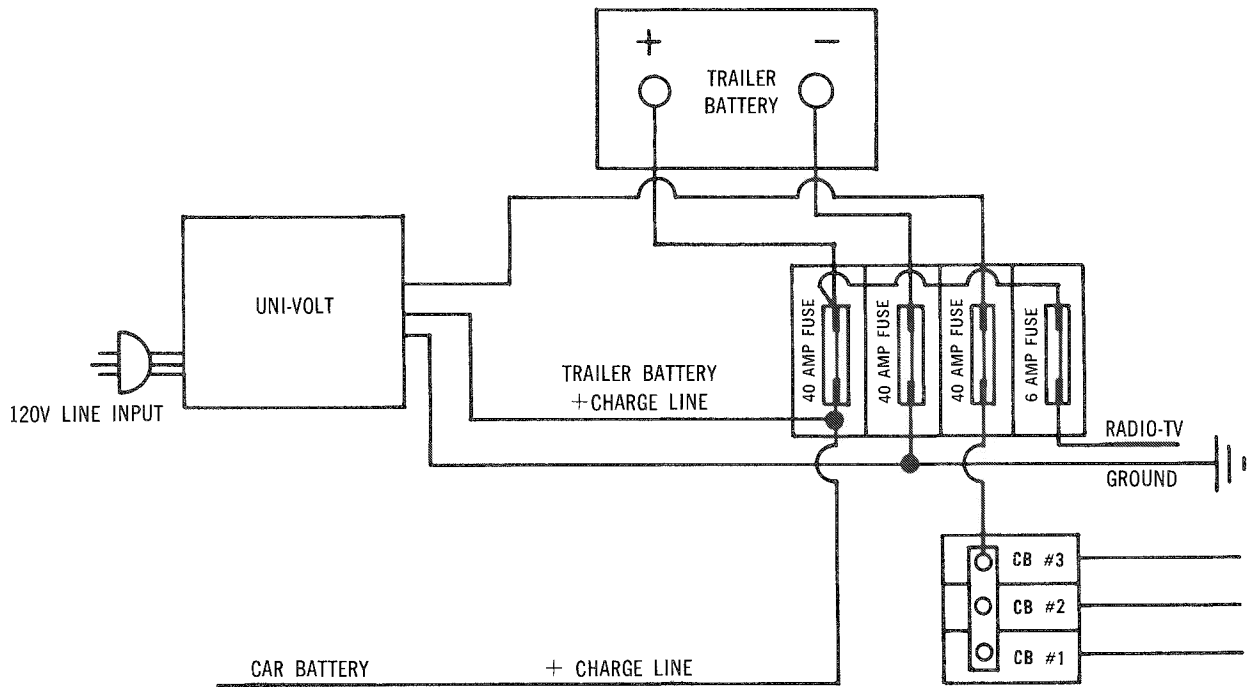 + −
TRAILER
BATTERY
UNI-VOLT
120V LINE INPUT
TRAILER BATTERY
+CHARGE LINE
40 AMP FUSE
40 AMP FUSE
40 AMP FUSE
6 AMP FUSE
RADIO-TV
GROUND
CB #3
CB #2
CB #1
CAR BATTERY + CHARGE LINE